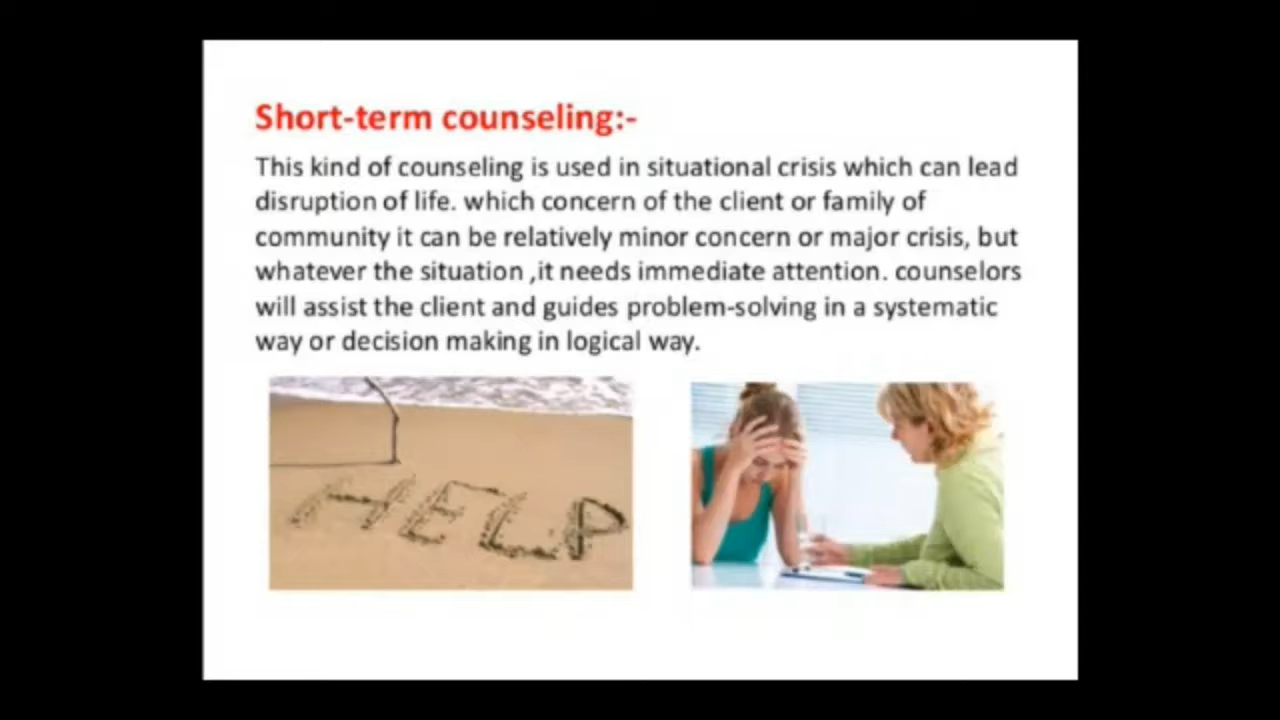 Short-term counseling:-
This kind of counseling is used in situational crisis which can lead
disruption of life. which concern of the client or family of
community it can be relatively minor concern or major crisis, but
whatever the situation ,it needs immediate attention. counselors
will assist the client and guides problem-solving in a systematic
way or decision making in logical way.
HELP